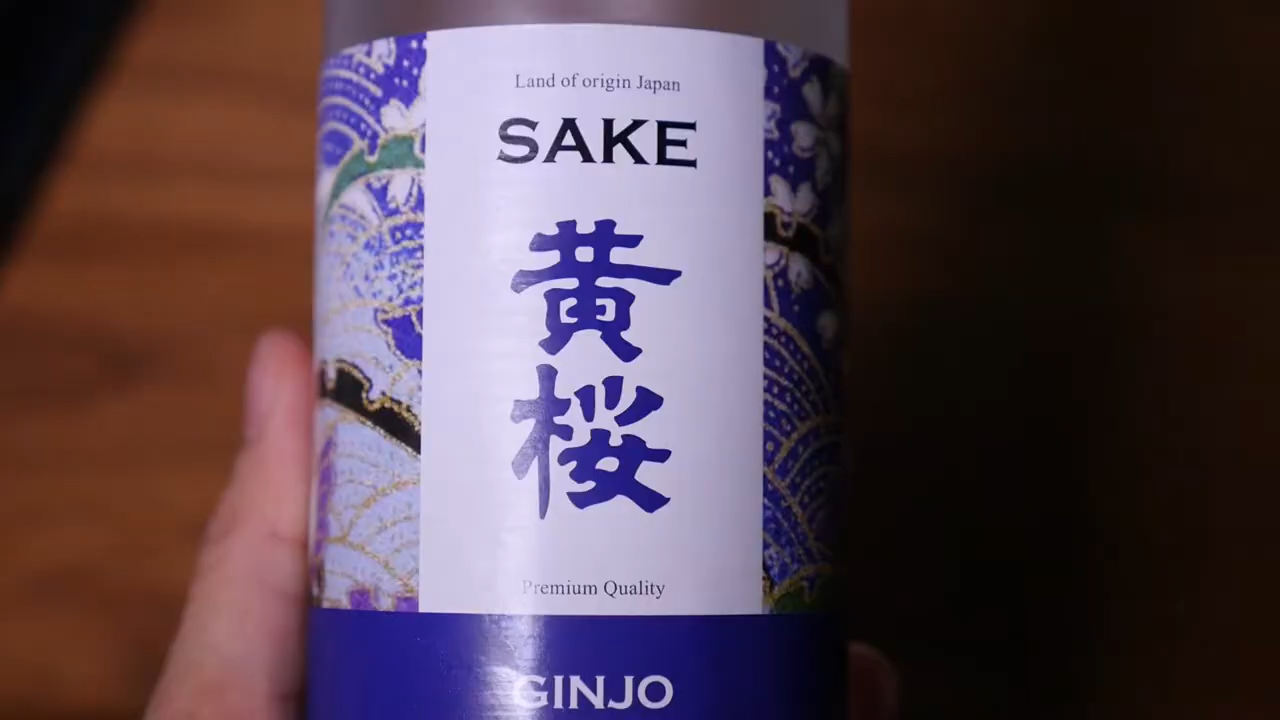 Land of origin Japan
SAKE
黄桜
Premium Quality
GINJO